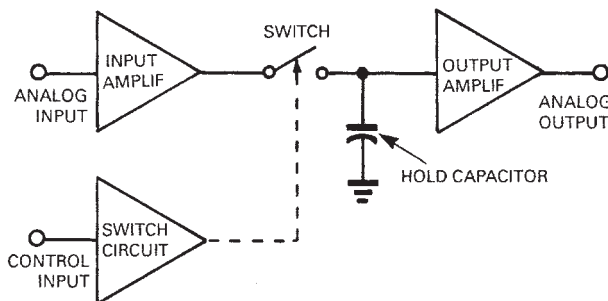 INPUT
AMPLIF
SWITCH
OUTPUT
AMPLIF
ANALOG
INPUT
ANALOG
OUTPUT
HOLD CAPACITOR
SWITCH
CIRCUIT
CONTROL
INPUT